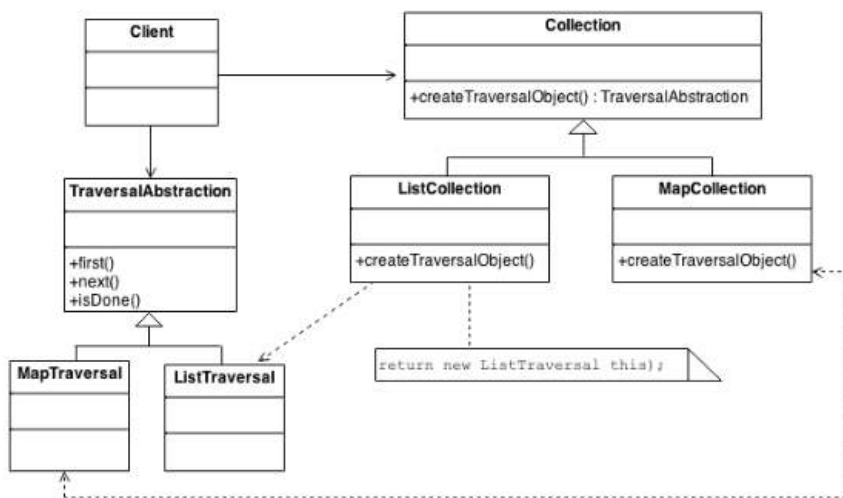 Client
Collection
+createTraversalObject() : TraversalAbstraction
TraversalAbstraction
+first()
+next()
+isDone()
ListCollection
+createTraversalObject()
MapCollection
+createTraversalObject()
return new ListTraversal this);
MapTraversal
ListTraversal